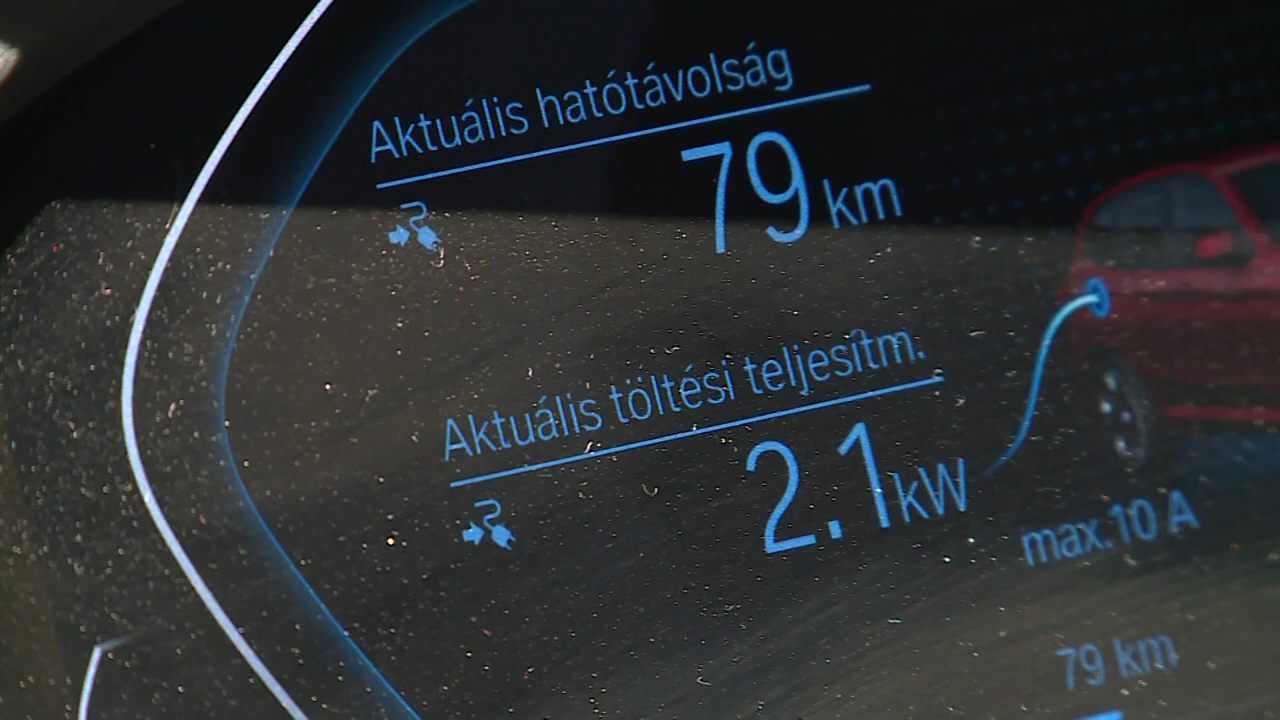 Aktuális hatótávolság
79 km
Aktuális töltési teljesítm.
2.1 kW
max.10 A
79 km